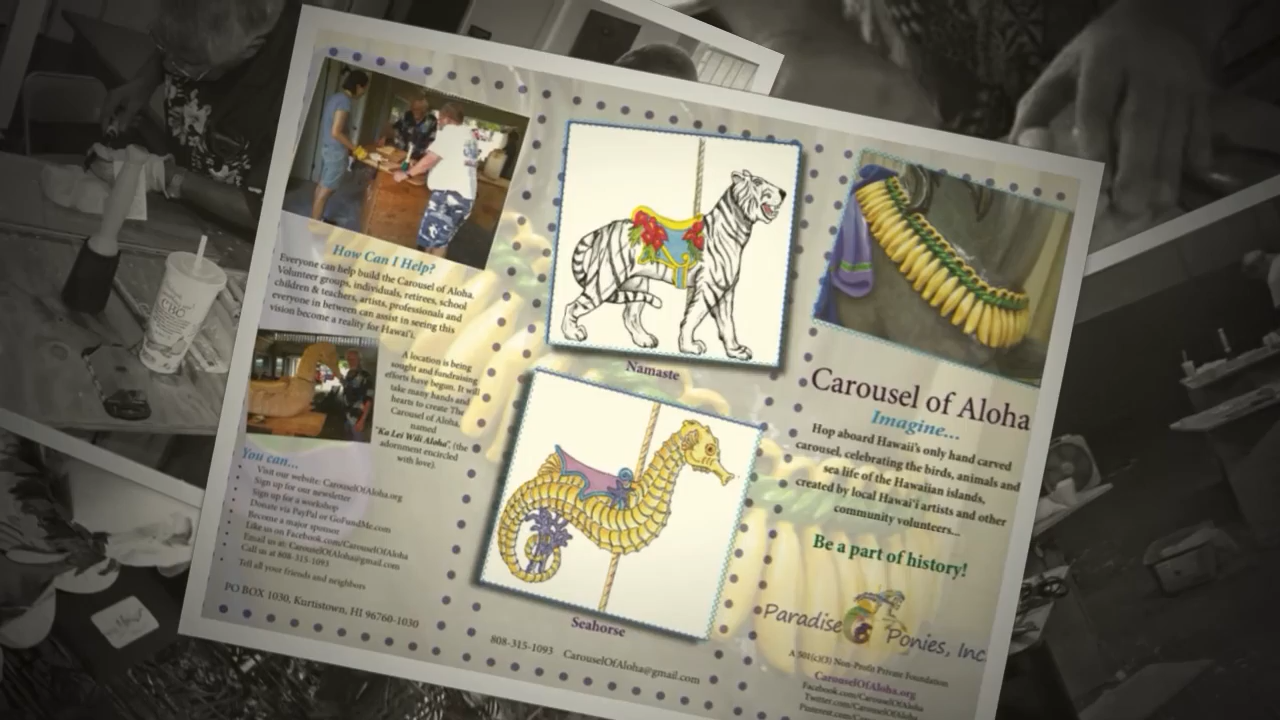 How Can I Help?
Everyone can help build the Carousel of Aloha.
Volunteer groups, individuals, retirees, school
children & teachers, artists, professionals and
everyone in between can assist in seeing this
vision become a reality for Hawai'i.
A location is being
sought and fundraising
efforts have begun. It will
take many hands and
hearts to create The
Carousel of Aloha,
named
"Ka Lei Wili Aloha", (the
adornment encircled
with love).
You can...
Visit our website: CarouselOfAloha.org
Sign up for our newsletter
Sign up for a workshop
Donate via PayPal or GoFundMe.com
Become a major sponsor
Like us on Facebook.com/CarouselOfAloha
Email us at: CarouselOfAloha@gmail.com
Call us at 808-315-1093
Tell all your friends and neighbors
PO BOX 1030, Kurtistown, HI 96760-1030
Namaste
Seahorse
808-315-1093 CarouselOfAloha@gmail.com
Carousel of Aloha
Imagine...
Hop aboard Hawaii's only hand carved
carousel, celebrating the birds, animals and
sea life of the Hawaiian islands,
created by local Hawai'i artists and other
community volunteers...
Be a part of history!
Paradise Ponies, Inc.
A 501(c)(3) Non-Profit Private Foundation
CarouselOfAloha.org
Facebook.com/CarouselOfAloha
Twitter.com/CarouselOfAloha
Pinterest.com/CarouselOfAloha